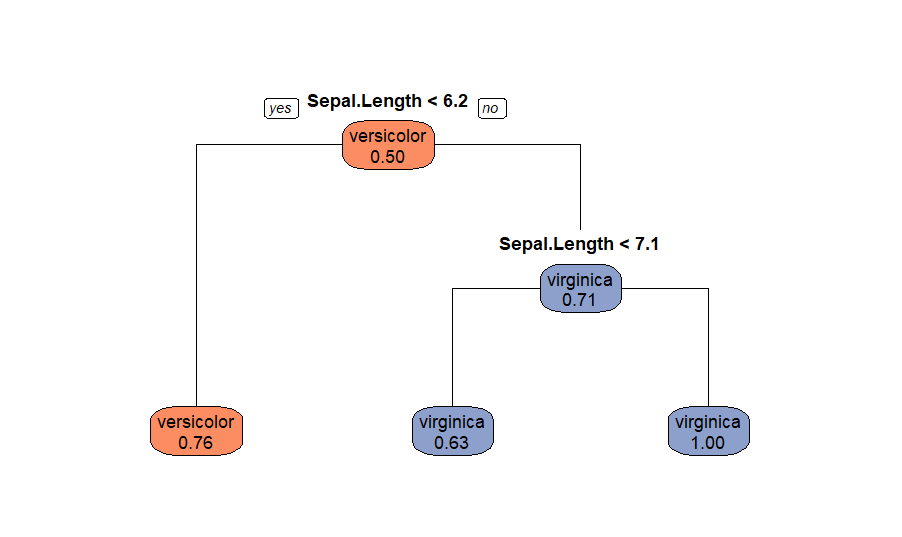 yes Sepal.Length < 6.2 no
versicolor
0.50
Sepal.Length < 7.1
virginica
0.71
versicolor
0.76
virginica
0.63
virginica
1.00